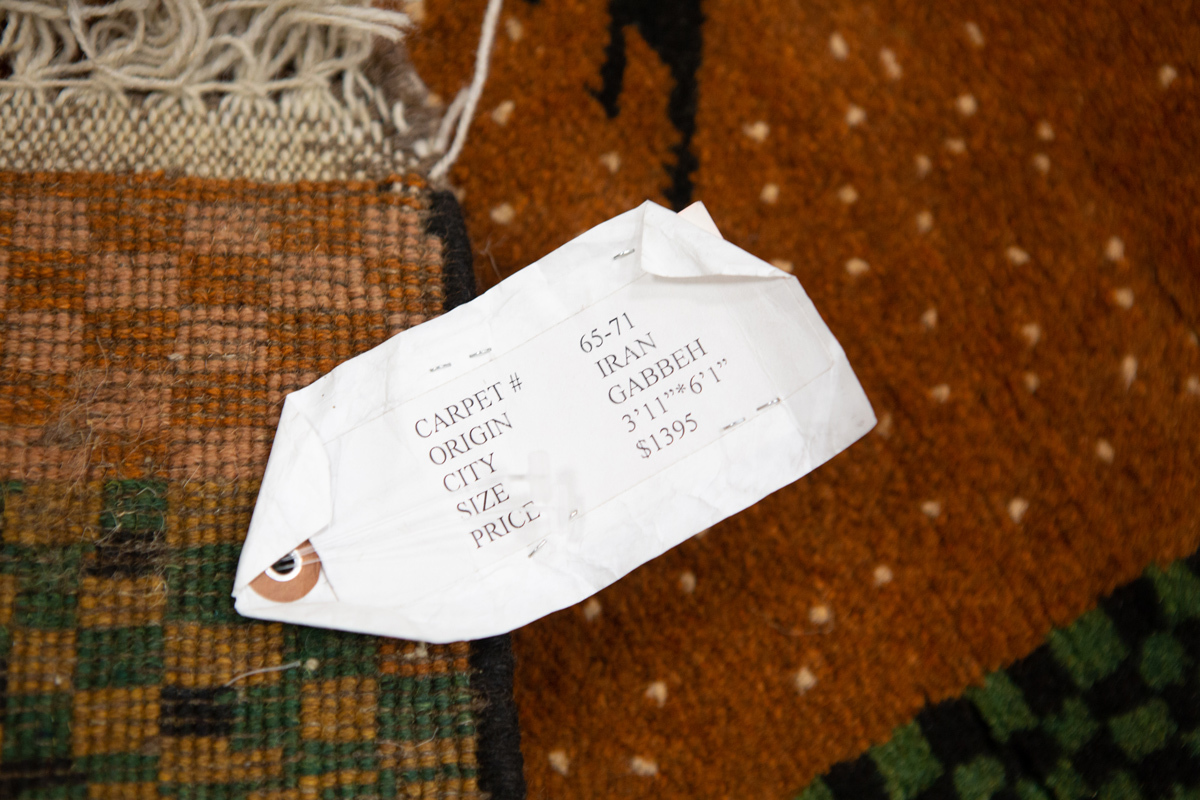 CARPET # 65-71
ORIGIN IRAN
CITY GABBEH
SIZE 3'11”*6'1”
PRICE $1395